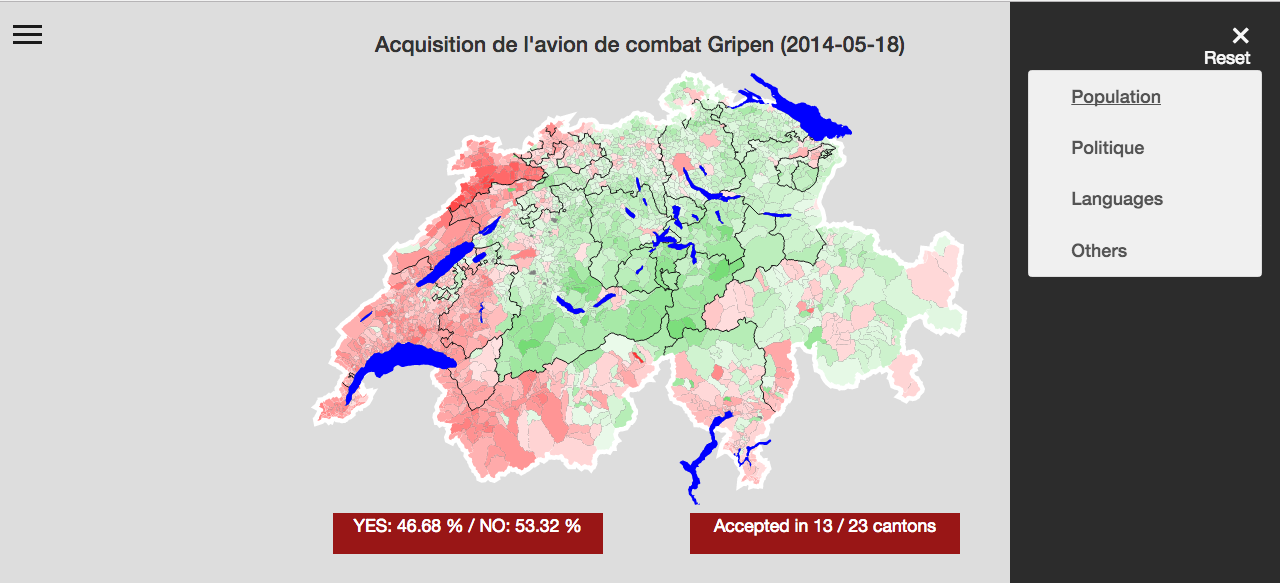 Acquisition de l'avion de combat Gripen (2014-05-18)
Reset
Population
Politique
Languages
Others
YES: 46.68 % / NO: 53.32 %
Accepted in 13 / 23 cantons